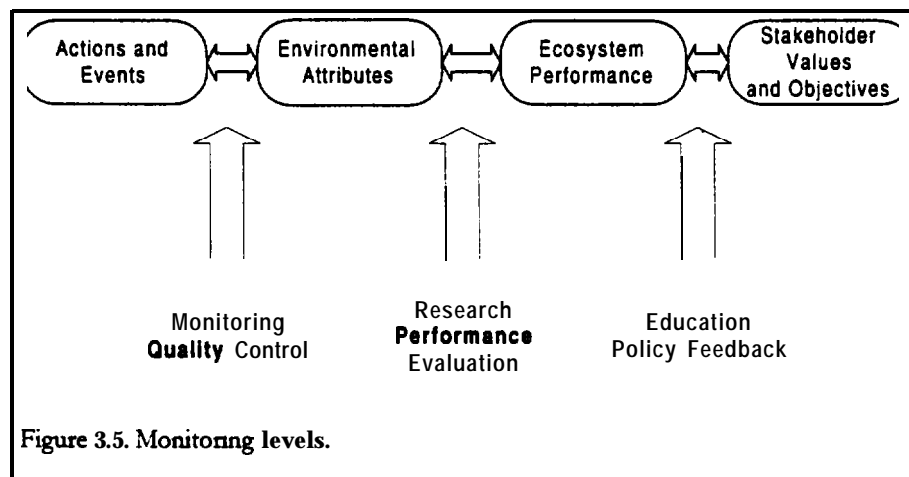 Actions and
Events
Environmental
Attributes
Ecosystem
Performance
Stakeholder
Values
and Objectives
Monitoring
Quality Control
Research
Performance
Evaluation
Education
Policy Feedback
Figure 3.5. Monitoring levels.